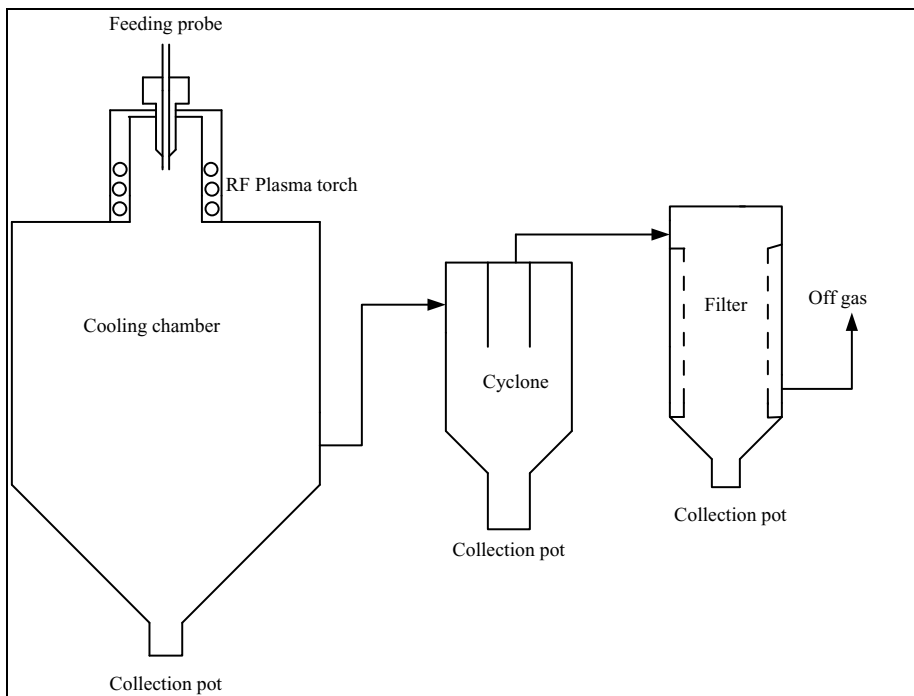 Feeding probe
RF Plasma torch
Cooling chamber
Cyclone
Filter
Off gas
Collection pot
Collection pot
Collection pot